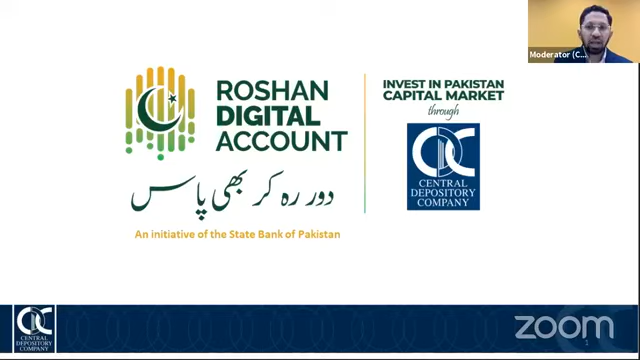 Moderator (C...
ROSHAN
DIGITAL
ACCOUNT
دور رہ کر بھی پاس
An initiative of the State Bank of Pakistan
INVEST IN PAKISTAN
CAPITAL MARKET
through
CENTRAL
DEPOSITORY
COMPANY
CENTRAL
DEPOSITORY
COMPANY
zoom
1